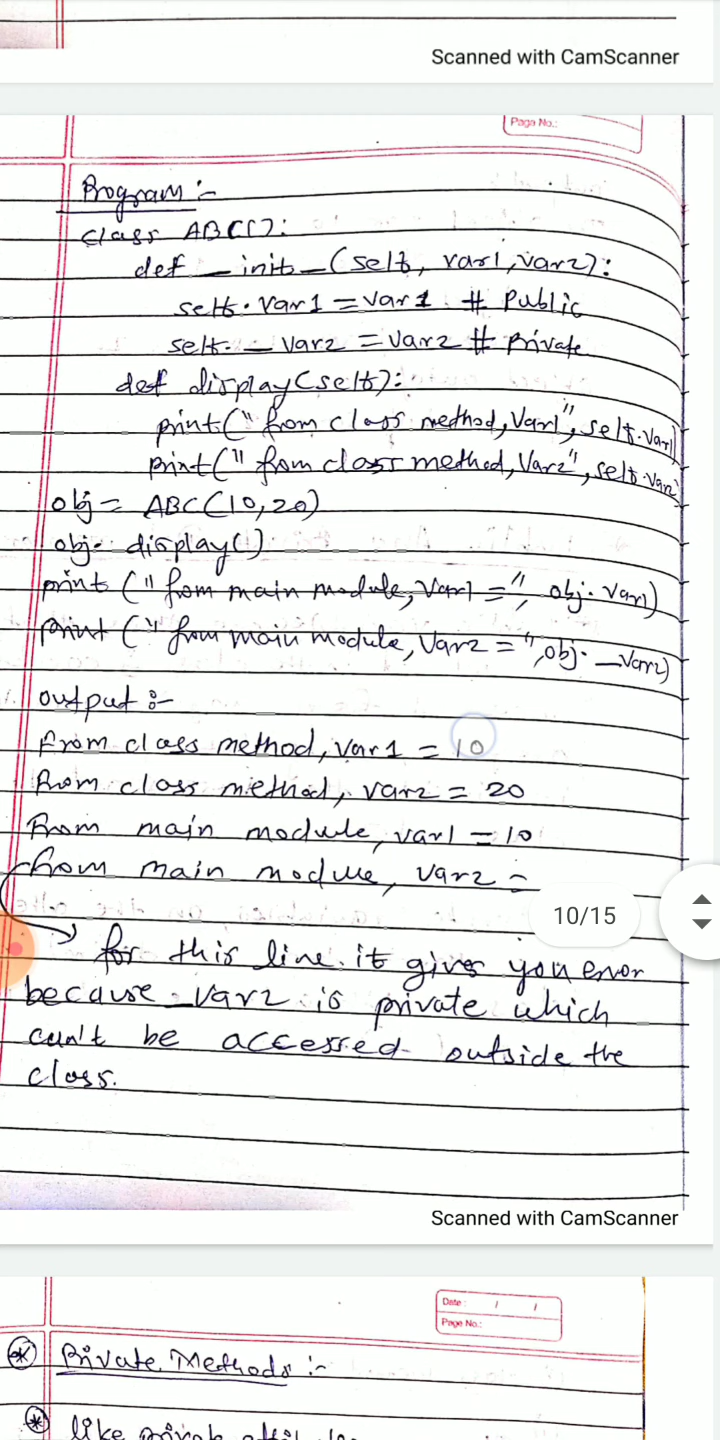 Scanned with CamScanner
Page No.:
Program :-
class ABC():
def _init_(self, var1, var2):
self.var1 = var1 # Public
self._var2 = var2 # Private
def display(self):
print(" from class method, Var1", self.var1)
print(" from class method, Var2", self.var2
obj = ABC(10,20)
obj. display()
print (" from main module, Var1 =", obj.var1)
print (" from main module, Var2 = ", obj._var2)
output :-
From class method, var1 = 10
From class method, var2 = 20
From main module, var1 = 10
From main module, var2 =
10/15
for this line it gives you error
because _var2 is private which
can't be accessed outside the
class.
Scanned with CamScanner
Date : / /
Page No.:
Private Methods :-
like